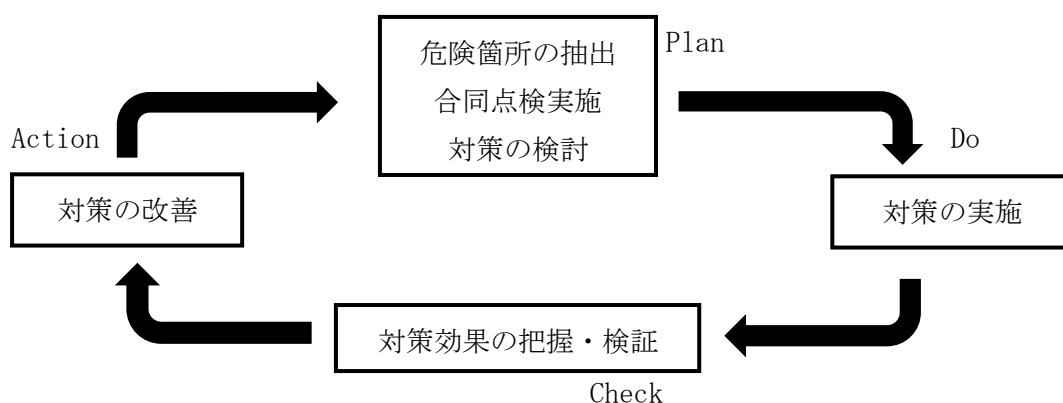 危険箇所の抽出
合同点検実施
対策の検討
Plan
Action
Do
対策の改善
対策の実施
対策効果の把握・検証
Check